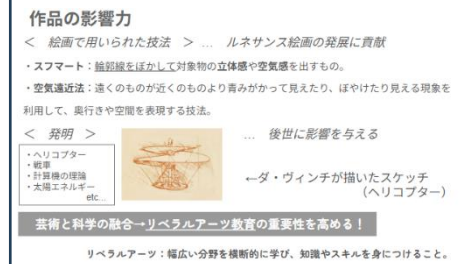 作品の影響力
＜ 絵画で用いられた技法 ＞ … ルネサンス絵画の発展に貢献
・スフマート：輪郭線をぼかして対象物の立体感や空気感を出すもの。
・空気遠近法：遠くのものが近くのものより青みがかって見えたり、ぼやけたり見える現象を
利用して、奥行きや空間を表現する技法。
＜ 発明 ＞ … 後世に影響を与える
・ヘリコプター
・戦車
・計算機の理論
・太陽エネルギー
etc…
←ダ・ヴィンチが描いたスケッチ
（ヘリコプター）
芸術と科学の融合→リベラルアーツ教育の重要性を高める！
リベラルアーツ：幅広い分野を横断的に学び、知識やスキルを身につけること。